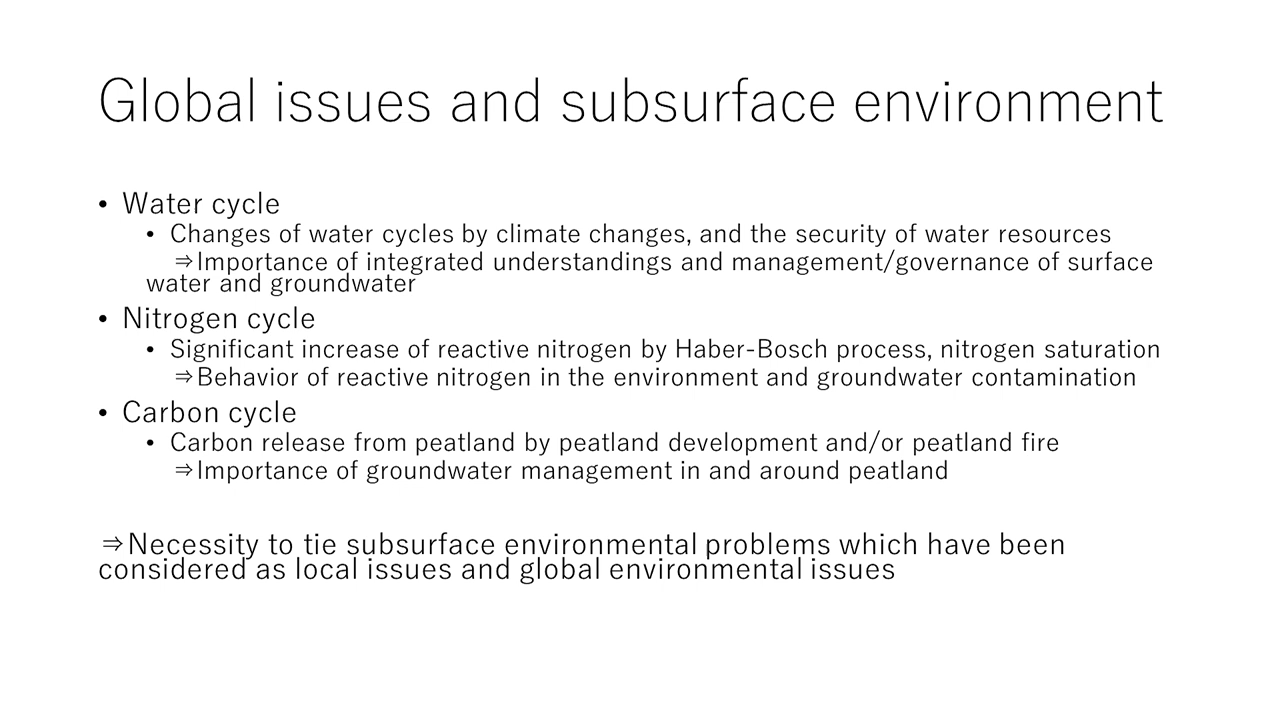 Global issues and subsurface environment
• Water cycle
• Changes of water cycles by climate changes, and the security of water resources
⇒Importance of integrated understandings and management/governance of surface
water and groundwater
• Nitrogen cycle
• Significant increase of reactive nitrogen by Haber-Bosch process, nitrogen saturation
⇒Behavior of reactive nitrogen in the environment and groundwater contamination
• Carbon cycle
• Carbon release from peatland by peatland development and/or peatland fire
⇒Importance of groundwater management in and around peatland
⇒Necessity to tie subsurface environmental problems which have been
considered as local issues and global environmental issues